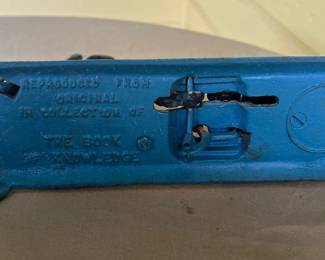 REPRODUCED FROM
ORIGINAL
IN COLLECTION OF
THE BOOK
OF KNOWLEDGE